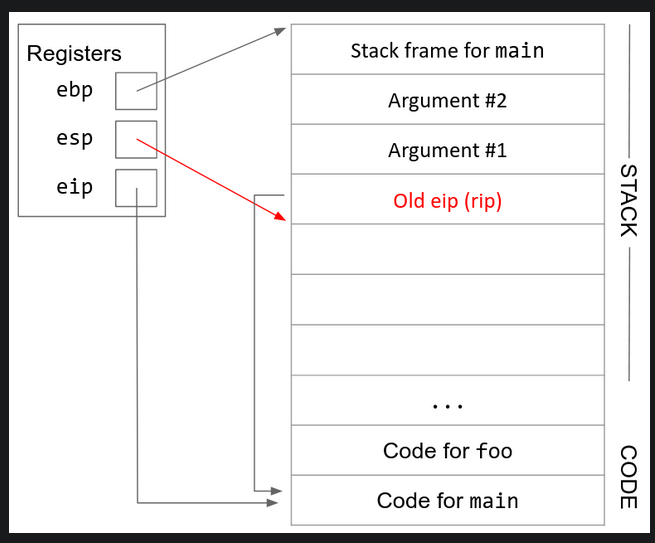 Registers
ebp
esp
eip
Stack frame for main
Argument #2
Argument #1
Old eip (rip)
...
Code for foo
Code for main
STACK
CODE